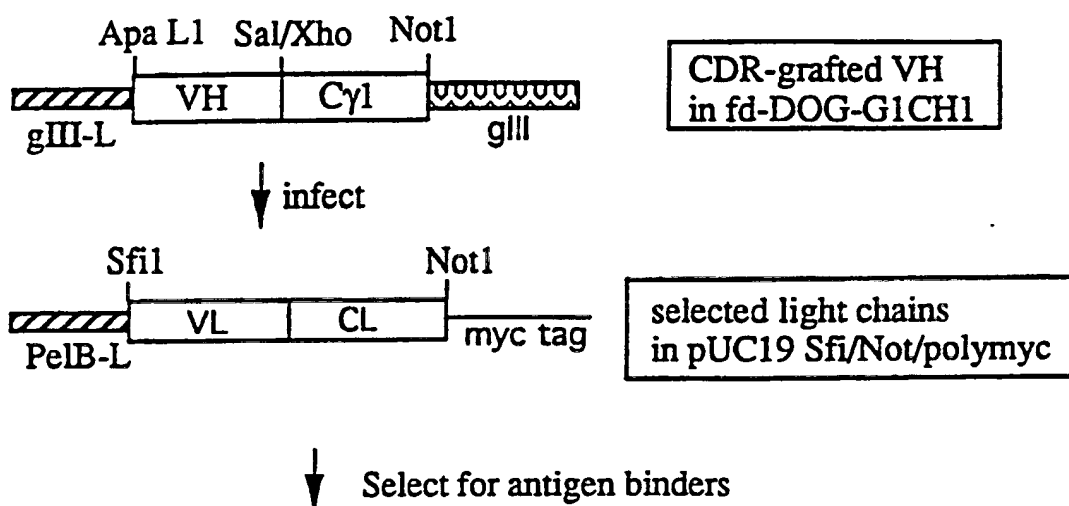 Apa L1 Sal/Xho Not1
VH Cγ1
gIII-L gIII
CDR-grafted VH
in fd-DOG-G1CH1
infect
Sfi1 Not1
VL CL
PelB-L myc tag
selected light chains
in pUC19 Sfi/Not/polymyc
Select for antigen binders